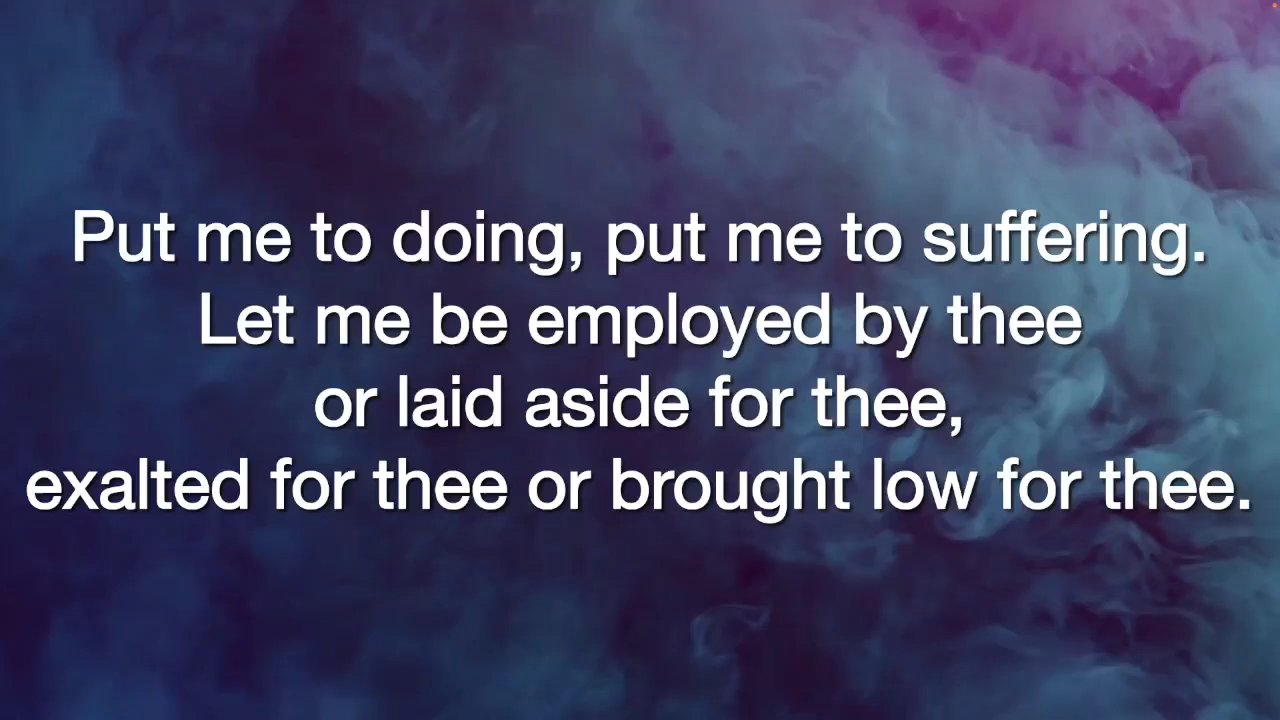 Put me to doing, put me to suffering.
Let me be employed by thee
or laid aside for thee,
exalted for thee or brought low for thee.